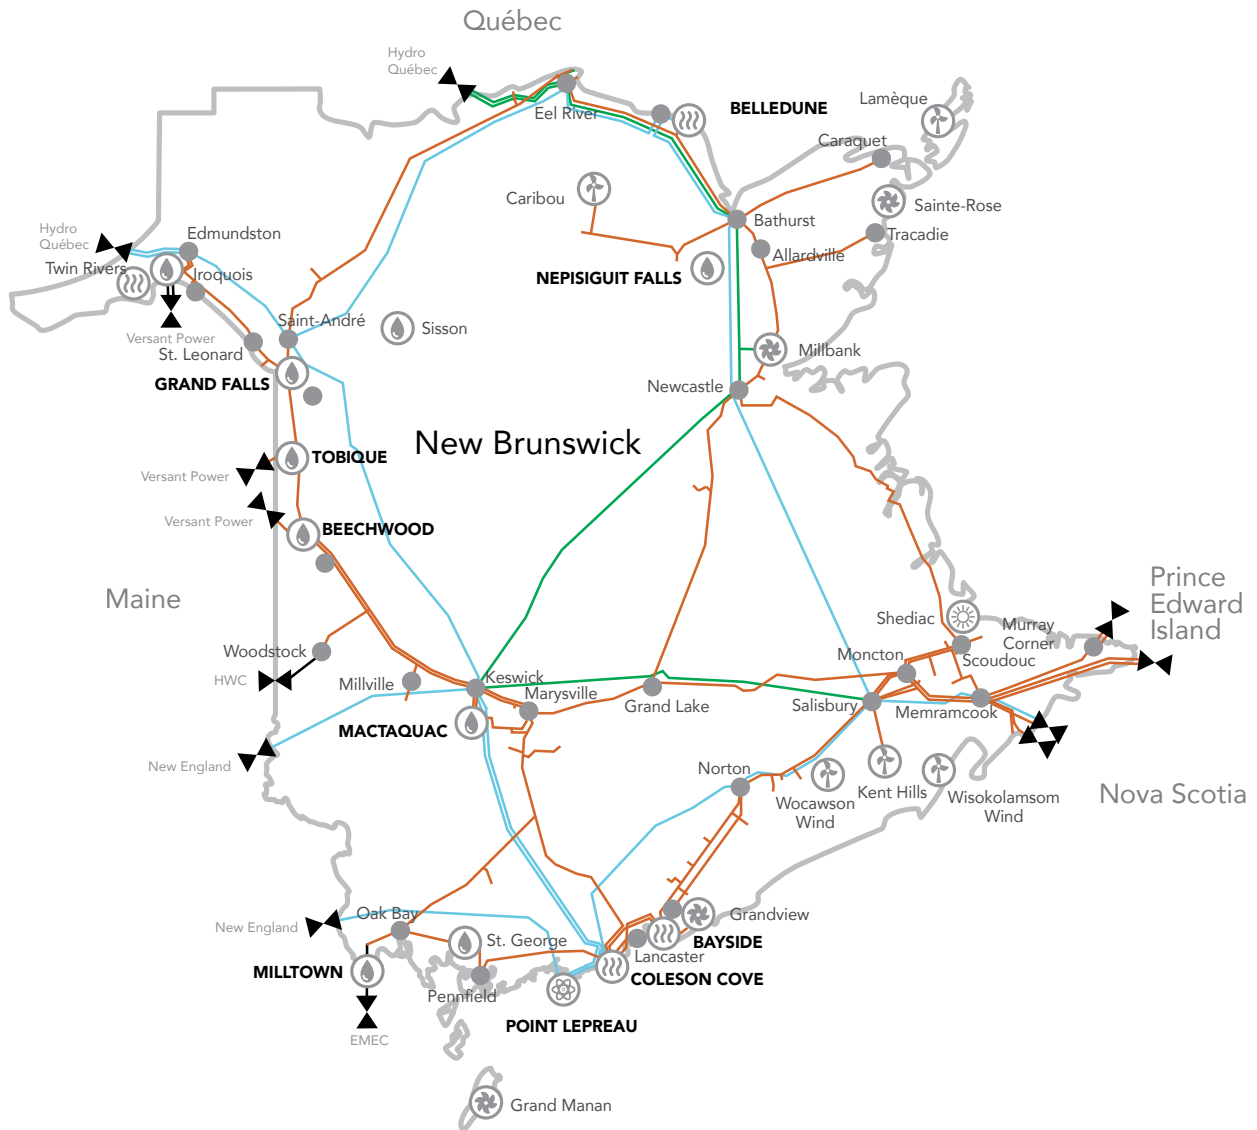 Québec
Hydro
Québec
Eel River
BELLEDUNE
Lamèque
Caraquet
Caribou
Sainte-Rose
Bathurst
Tracadie
Allardville
NEPISIGUIT FALLS
Hydro
Québec
Edmundston
Twin Rivers
Iroquois
Versant Power
St. Leonard
Saint-André
Sisson
GRAND FALLS
Millbank
Newcastle
New Brunswick
TOBIQUE
Versant Power
Versant Power
BEECHWOOD
Maine
Prince
Edward
Island
Shediac
Murray
Corner
Moncton
Scoudouc
Woodstock
HWC
Millville
Keswick
Marysville
Grand Lake
Salisbury
Memramcook
MACTAQUAC
New England
Norton
Wocawson
Wind
Kent Hills
Wisokolamsom
Wind
Nova Scotia
New England
Oak Bay
St. George
Grandview
BAYSIDE
Lancaster
MILLTOWN
COLESON COVE
Pennfield
POINT LEPREAU
EMEC
Grand Manan